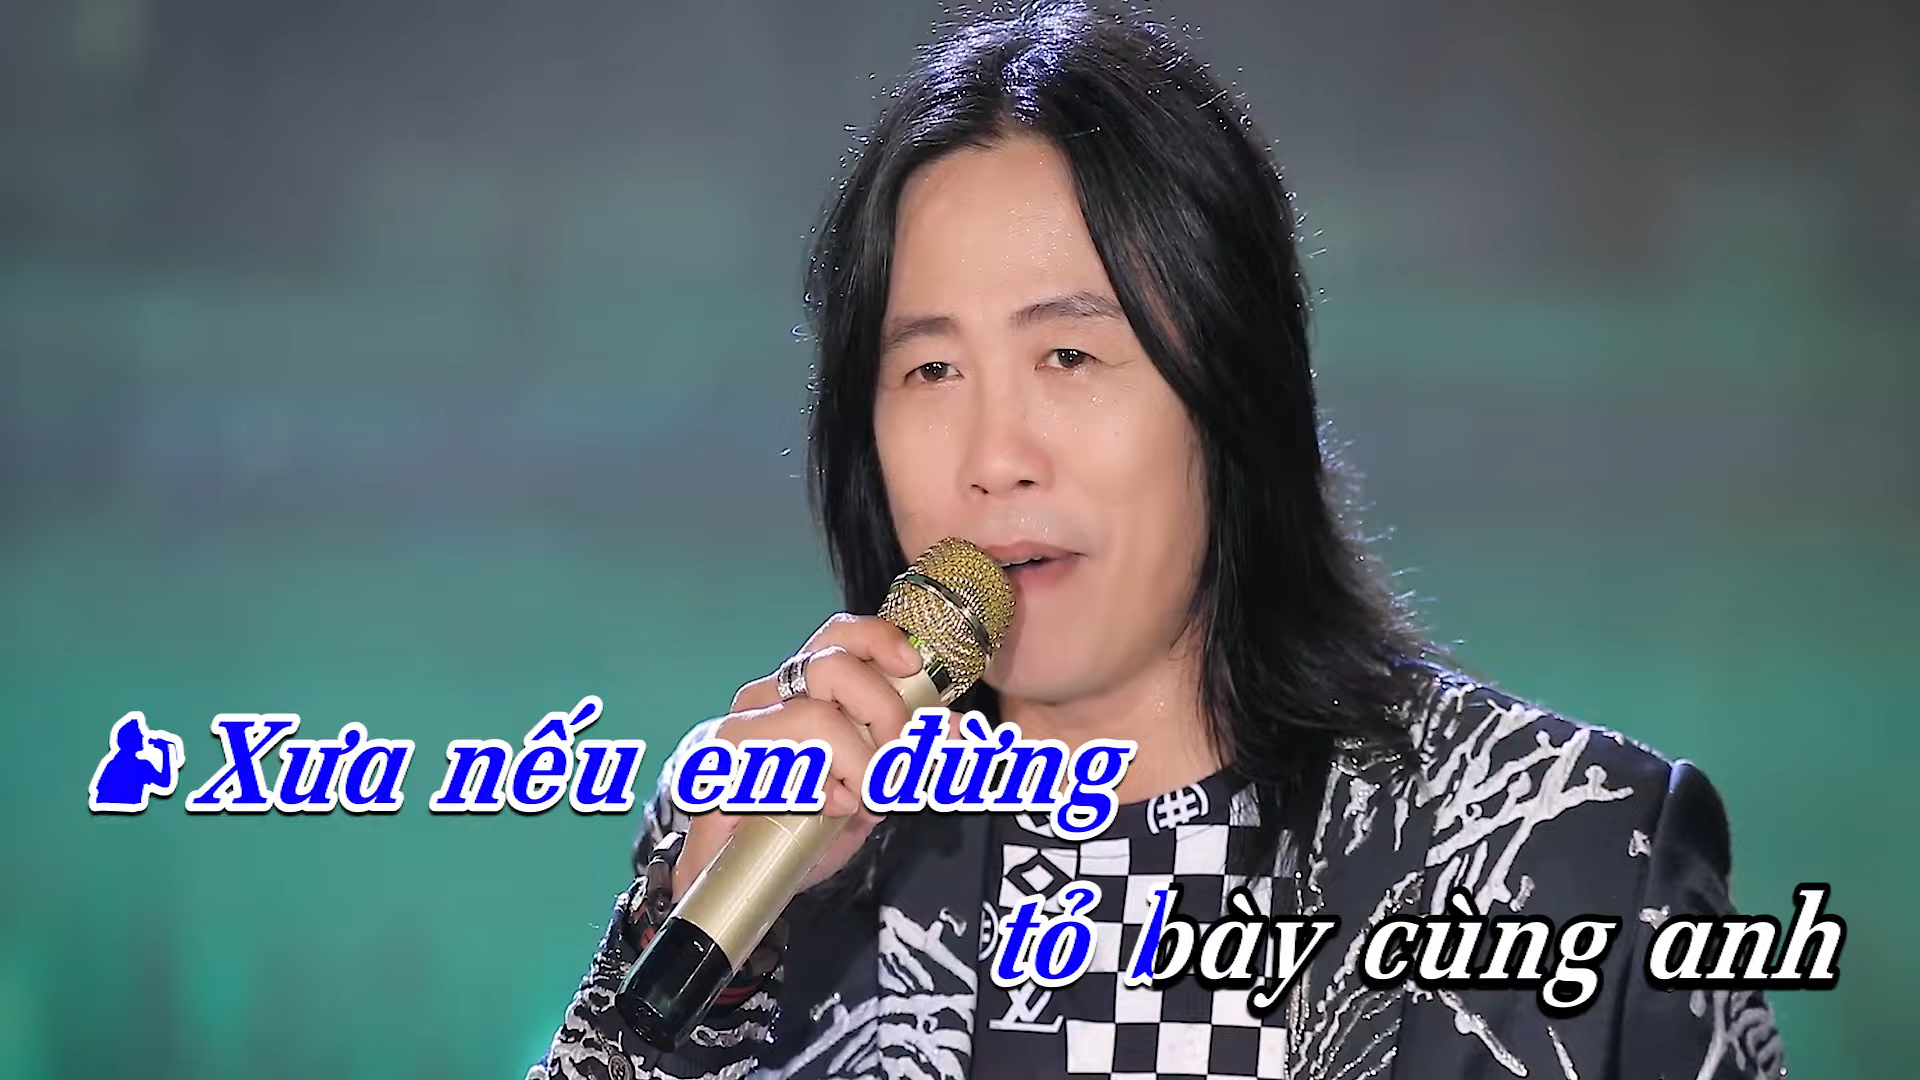 Xưa nếu em đừng
tỏ bày cùng anh